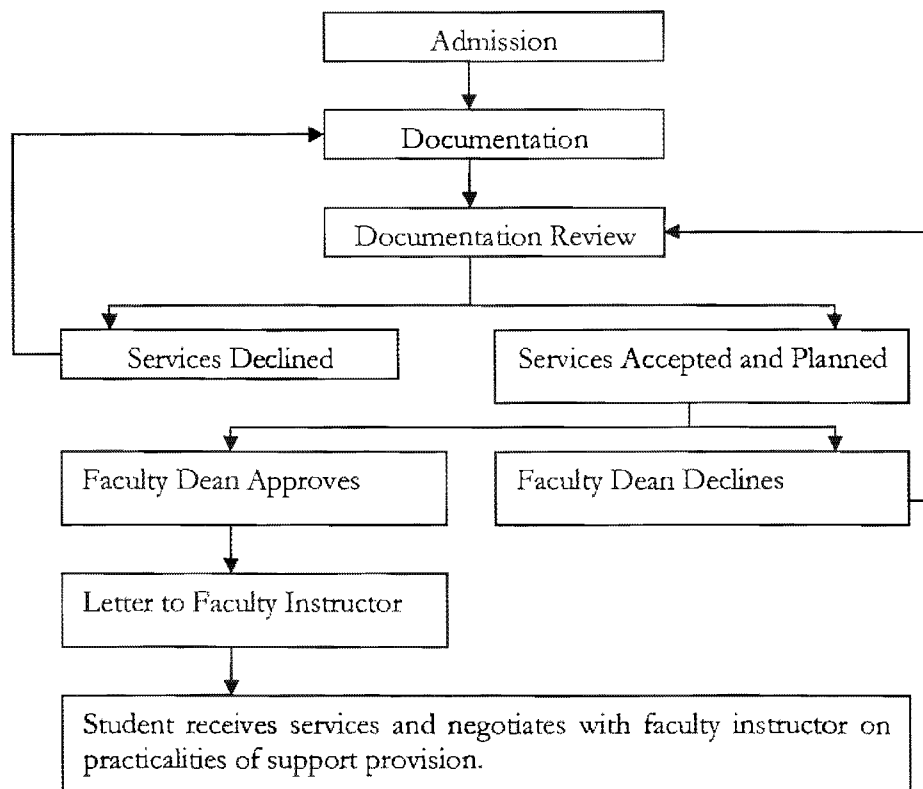 Admission
Documentation
Documentation Review
Services Declined
Services Accepted and Planned
Faculty Dean Approves
Faculty Dean Declines
Letter to Faculty Instructor
Student receives services and negotiates with faculty instructor on
practicalities of support provision.